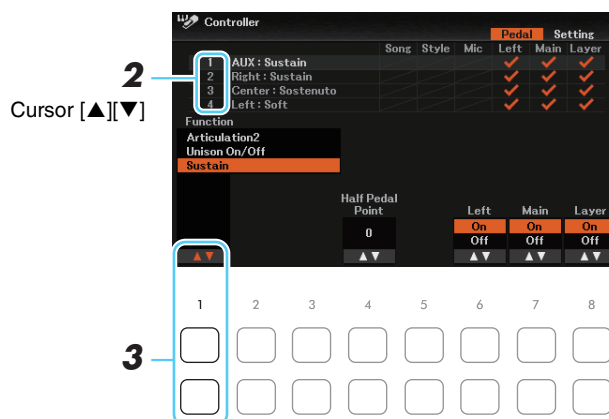 Controller
Pedal Setting
Song Style Mic Left Main Layer
1 AUX : Sustain
2 Right : Sustain
3 Center : Sostenuto
4 Left : Soft
2
Cursor [▲][▼]
Function
Articulation2
Unison On/Off
Sustain
Half Pedal
Point
0
Left Main Layer
On On On
Off Off Off
▲▼ ▲▼ ▲▼ ▲▼ ▲▼
1 2 3 4 5 6 7 8
3